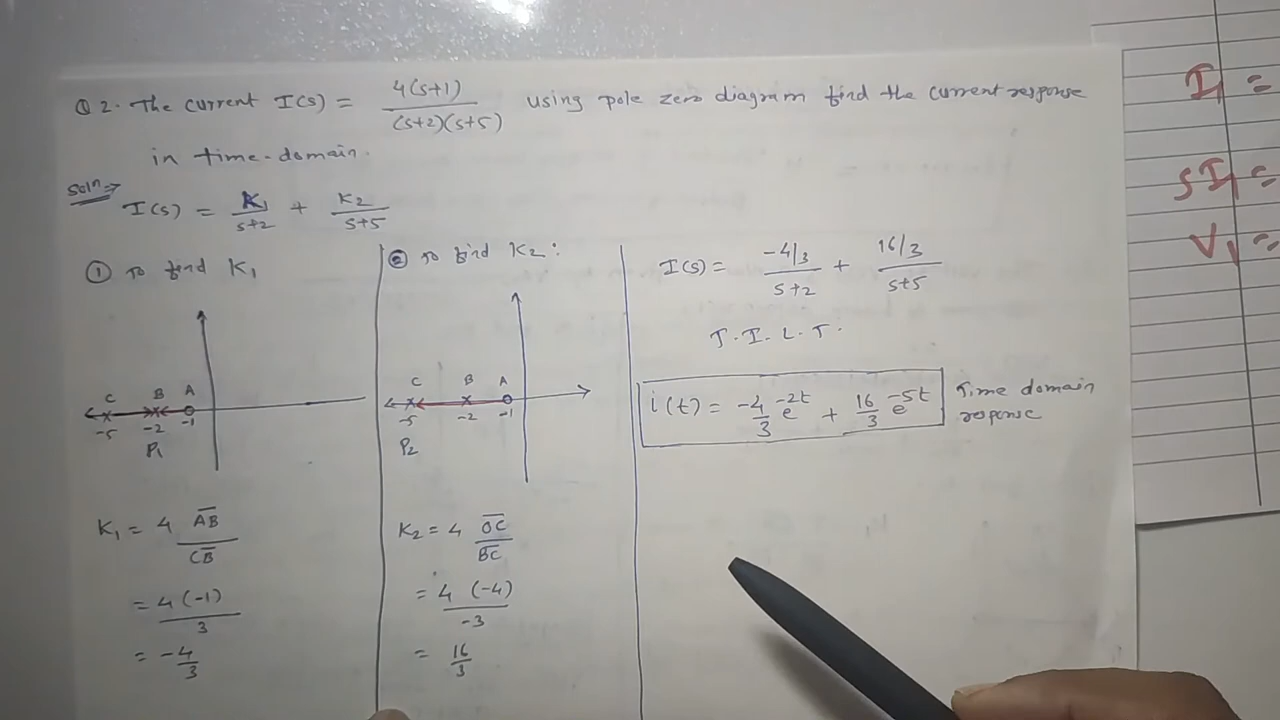 Q 2. The current I(s) = 4(s+1) / (s+2)(s+5) using pole zero diagram find the current response
in time-domain.
Soln ⇒
I(s) = K1 / s+2 + K2 / s+5
① To find K1
C B A
-5 -2 -1
P1
K1 = 4 AB / CB
= 4 (-1) / 3
= -4/3
② To find K2 :
C B A
-5 -2 -1
P2
K2 = 4 OC / BC
= 4 (-4) / -3
= 16/3
I(s) = -4/3 / s+2 + 16/3 / s+5
T. I. L. T.
i(t) = -4/3 e^-2t + 16/3 e^-5t Time domain
response
I1 =
SI1 =
V1 =